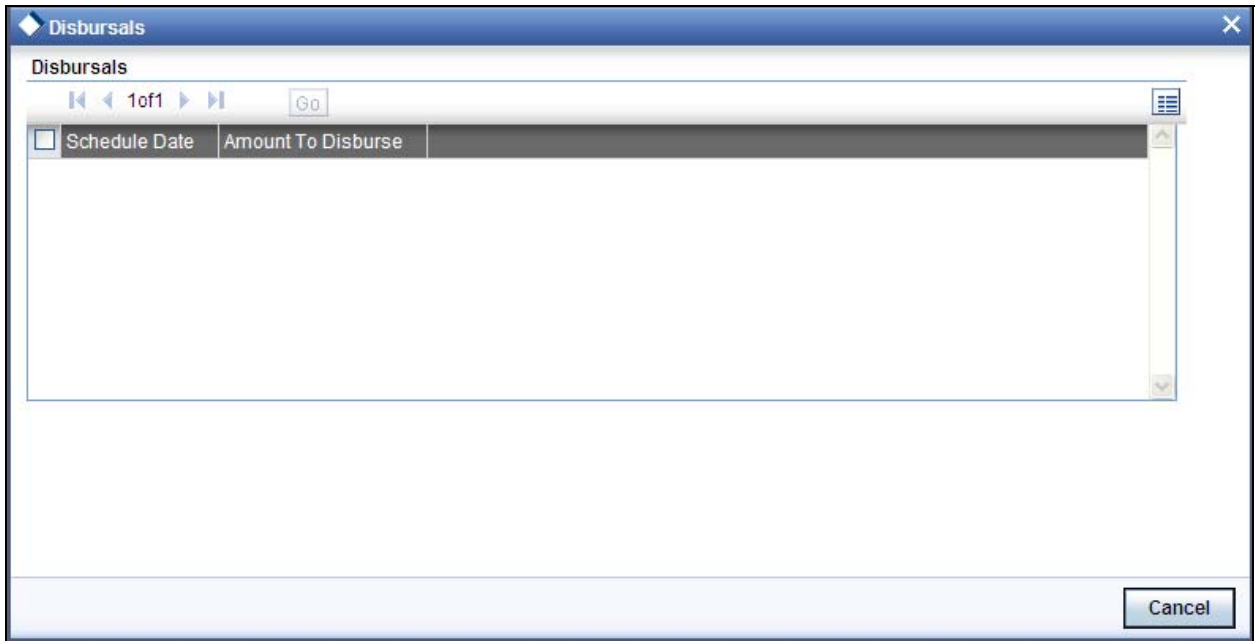 Disbursals
Disbursals
1of1 Go
Schedule Date Amount To Disburse
Cancel